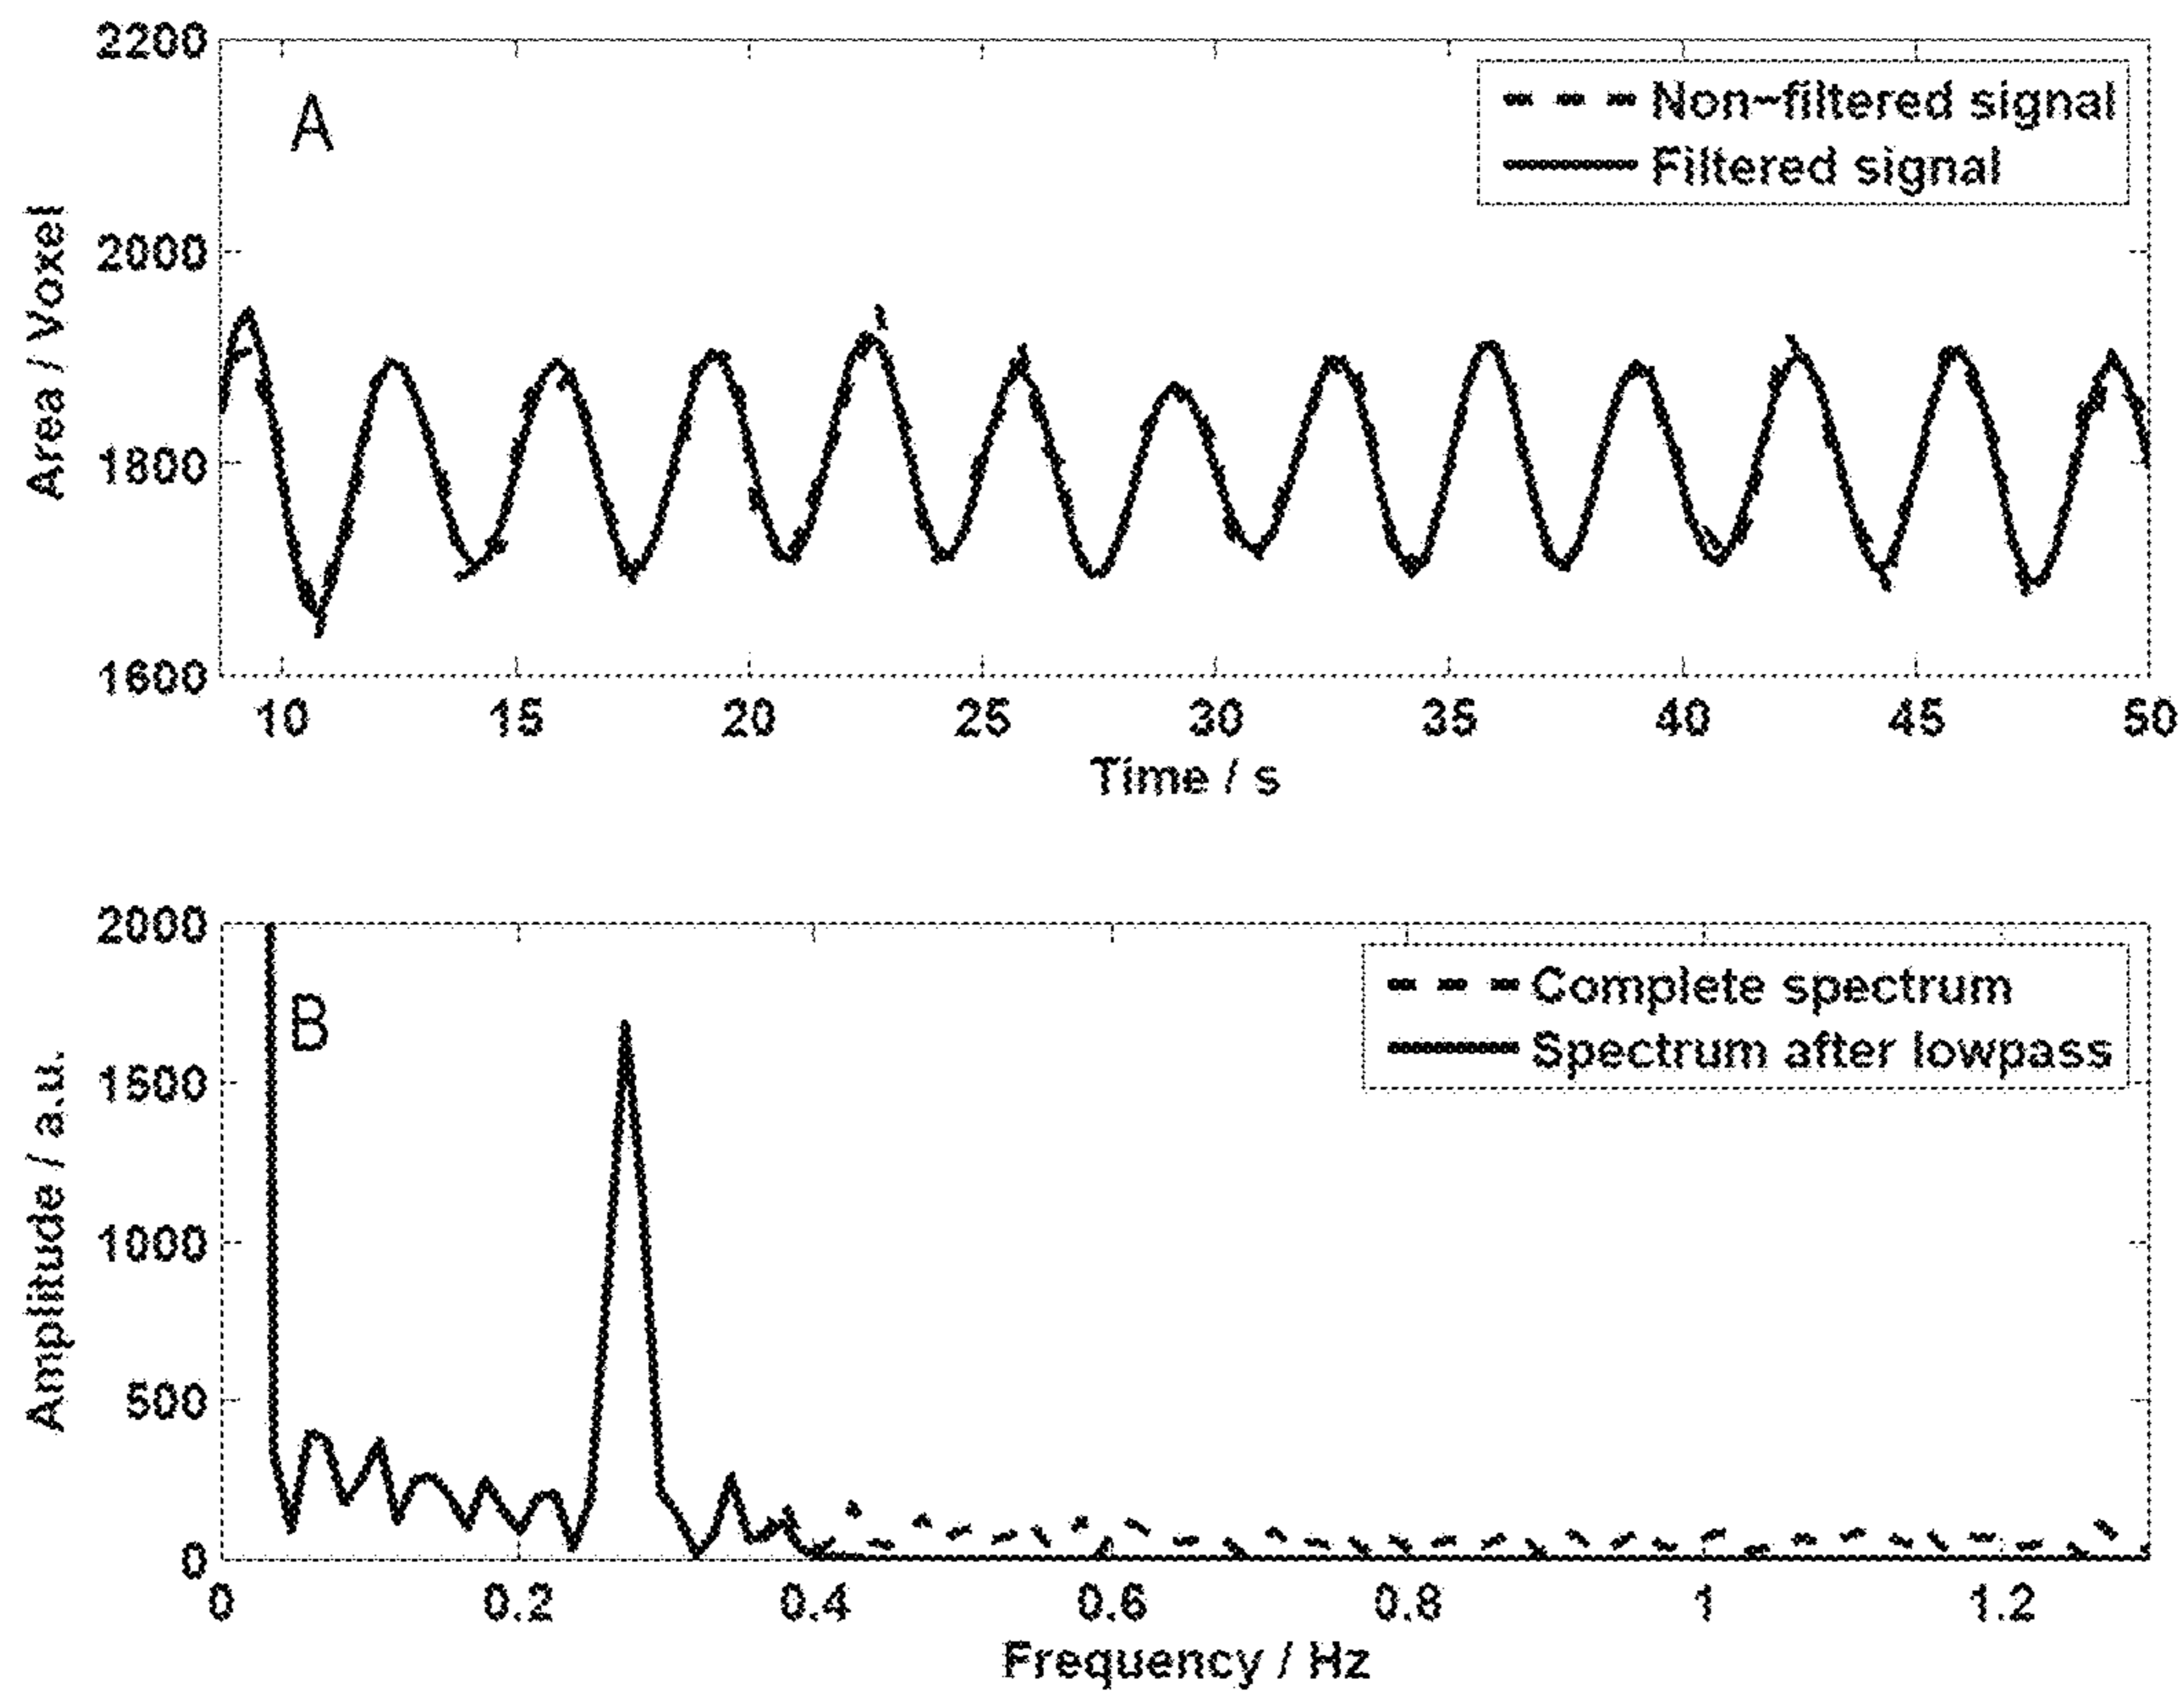 2200
A
Non-filtered signal
Filtered signal
2000
1800
1600
Area / Voxel
10 15 20 25 30 35 40 45 50
Time / s
2000
B
Complete spectrum
Spectrum after lowpass
1500
1000
500
0
Amplitude / a.u.
0 0.2 0.4 0.6 0.8 1 1.2
Frequency / Hz